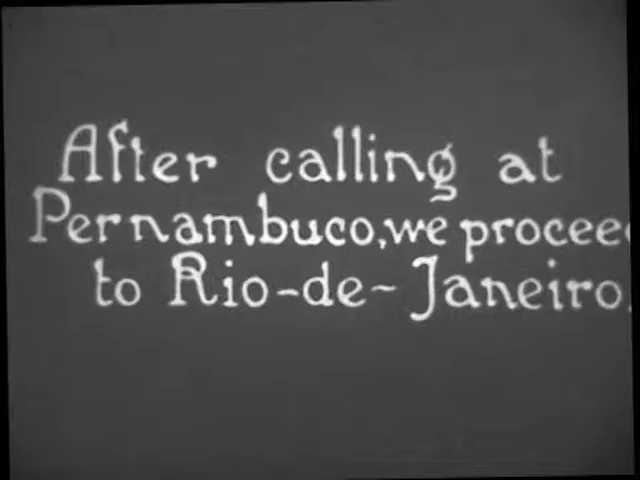 After calling at
Pernambuco, we procee
to Rio-de-Janeiro.